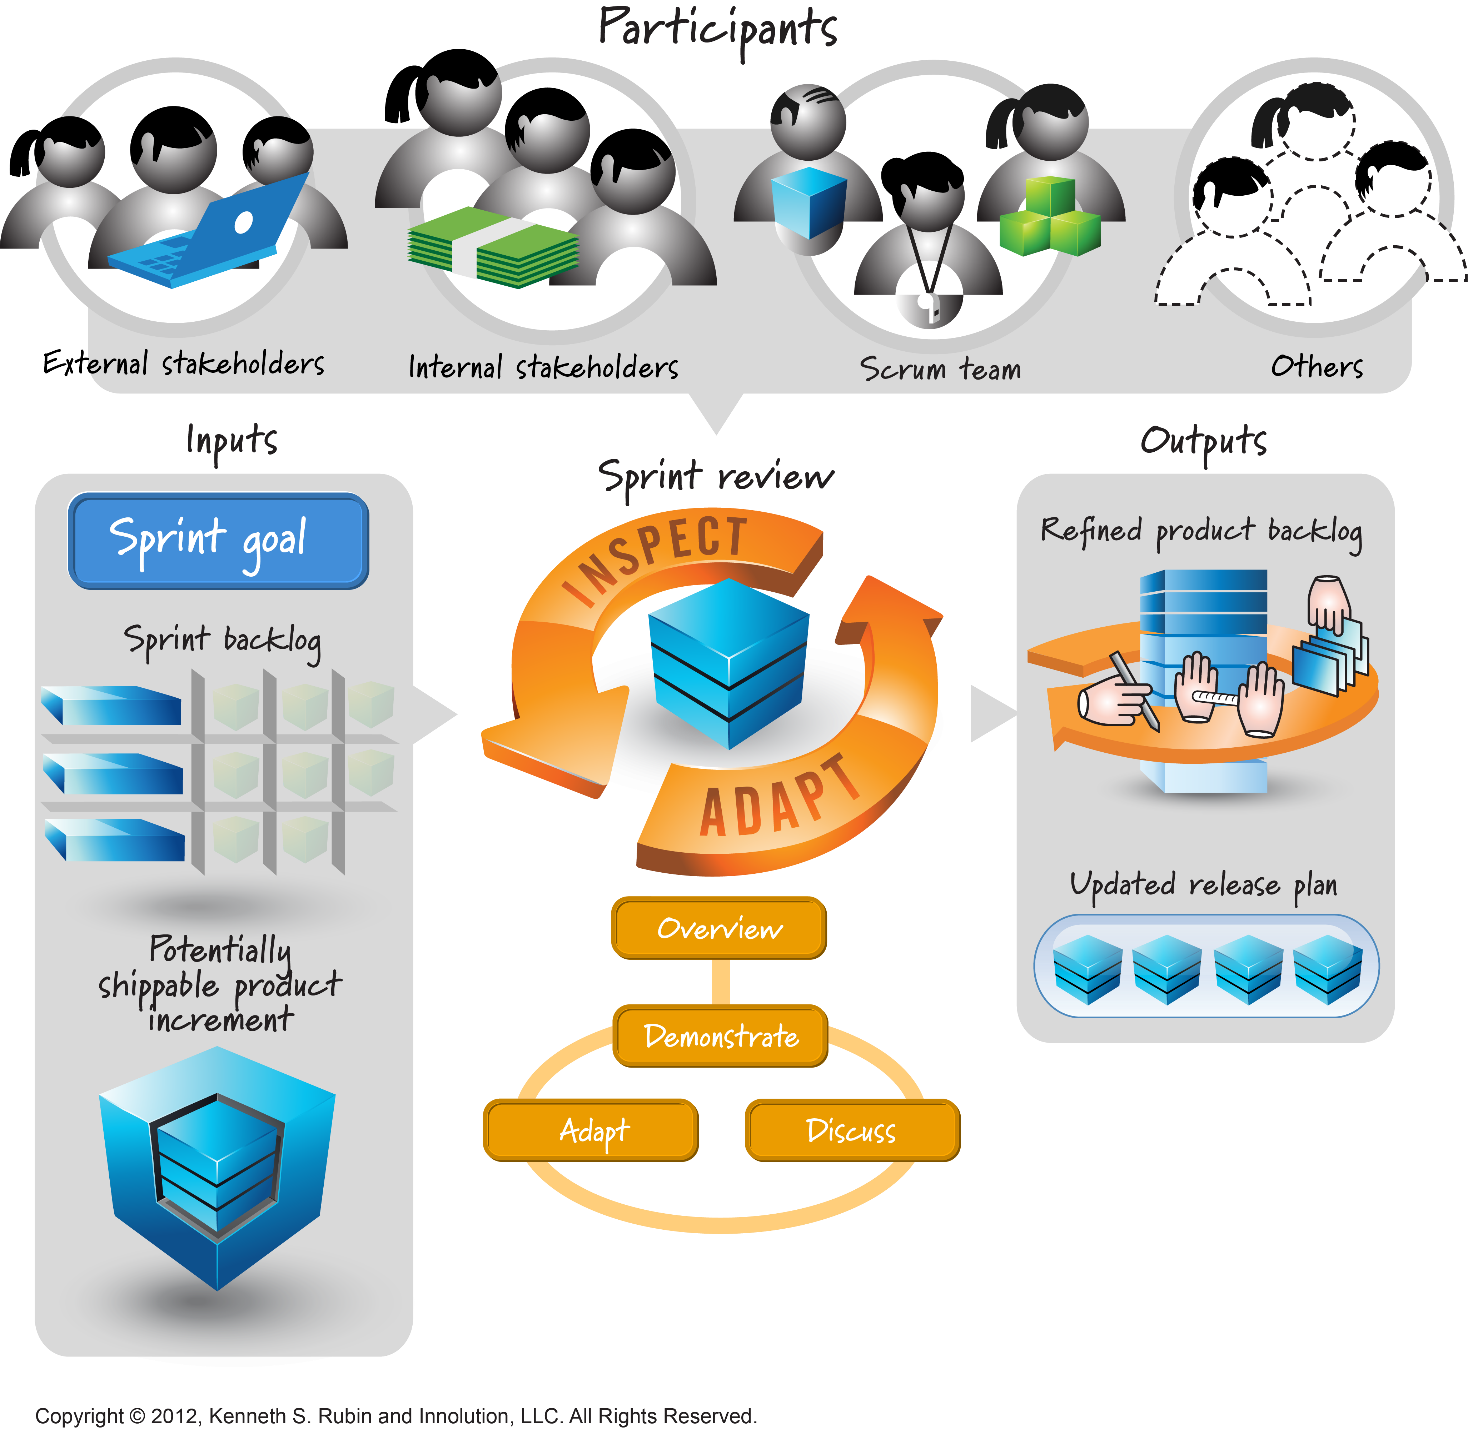 Participants
External stakeholders
Internal stakeholders
Scrum team
Others
Inputs
Sprint goal
Sprint backlog
Potentially
shippable product
increment
Sprint review
INSPECT
ADAPT
Overview
Demonstrate
Adapt
Discuss
Outputs
Refined product backlog
Updated release plan
Copyright © 2012, Kenneth S. Rubin and Innolution, LLC. All Rights Reserved.